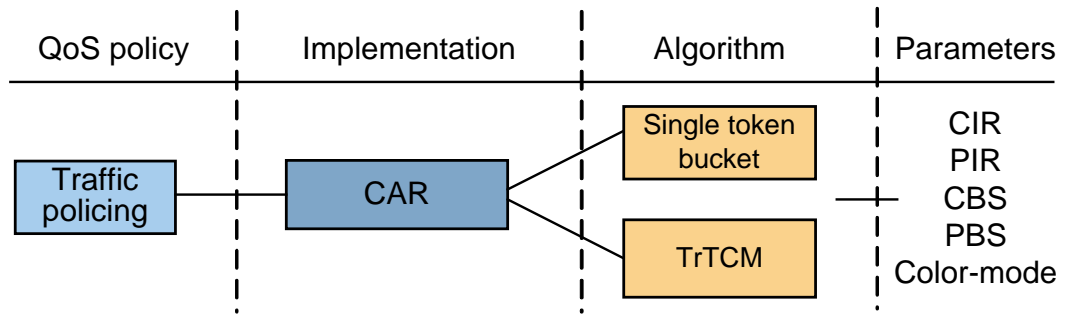 QoS policy
Implementation
Algorithm
Parameters
Traffic
policing
CAR
Single token
bucket
TrTCM
CIR
PIR
CBS
PBS
Color-mode